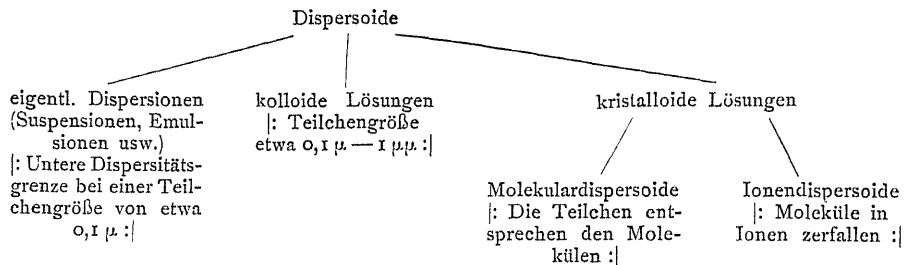 Dispersoide
eigentl. Dispersionen
(Suspensionen, Emul-
sionen usw.)
|: Untere Dispersitäts-
grenze bei einer Teil-
chengröße von etwa
0,1 μ :|
kolloide Lösungen
|: Teilchengröße
etwa 0,1 μ — 1 μμ :|
kristalloide Lösungen
Molekulardispersoide
|: Die Teilchen ent-
sprechen den Mole-
külen :|
Ionendispersoide
|: Moleküle in
Ionen zerfallen :|